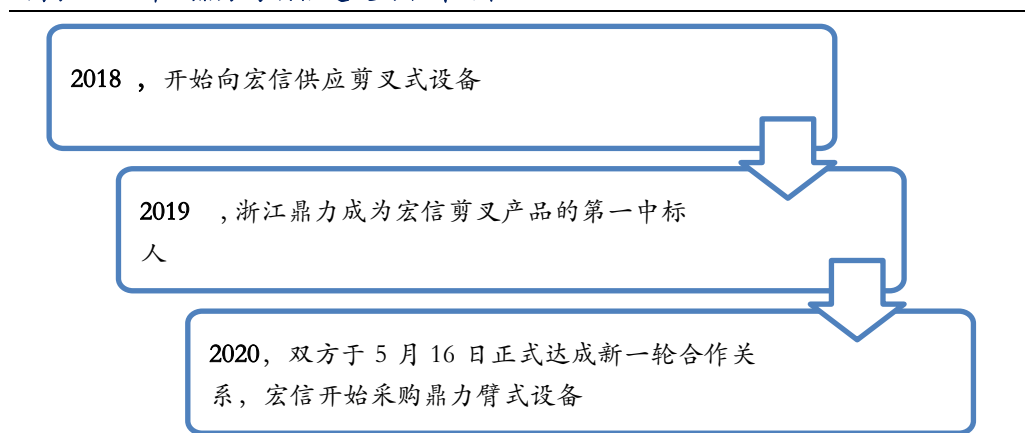 2018 ，开始向宏信供应剪叉式设备
2019 ,浙江鼎力成为宏信剪叉产品的第一中标
人
2020，双方于 5 月 16 日正式达成新一轮合作关
系，宏信开始采购鼎力臂式设备